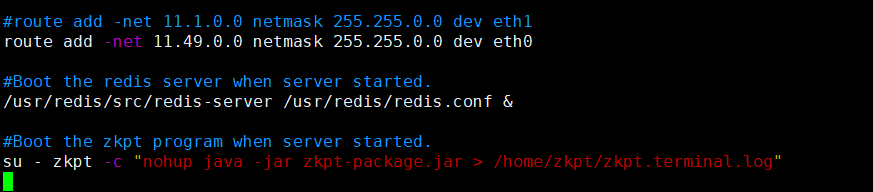 #route add -net 11.1.0.0 netmask 255.255.0.0 dev eth1
route add -net 11.49.0.0 netmask 255.255.0.0 dev eth0
#Boot the redis server when server started.
/usr/redis/src/redis-server /usr/redis/redis.conf &
#Boot the zkpt program when server started.
su - zkpt -c "nohup java -jar zkpt-package.jar > /home/zkpt/zkpt.terminal.log"